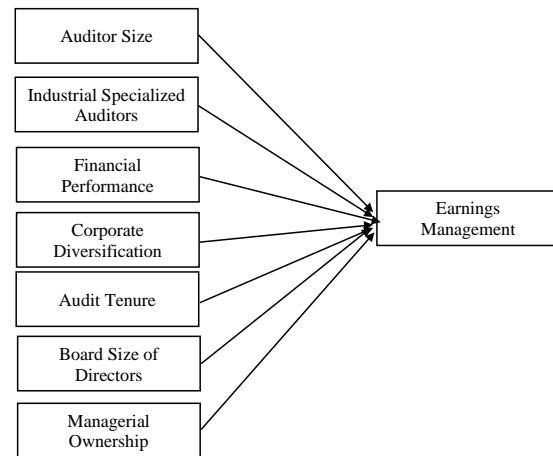 Auditor Size
Industrial Specialized
Auditors
Financial
Performance
Corporate
Diversification
Audit Tenure
Board Size of
Directors
Managerial
Ownership
Earnings
Management